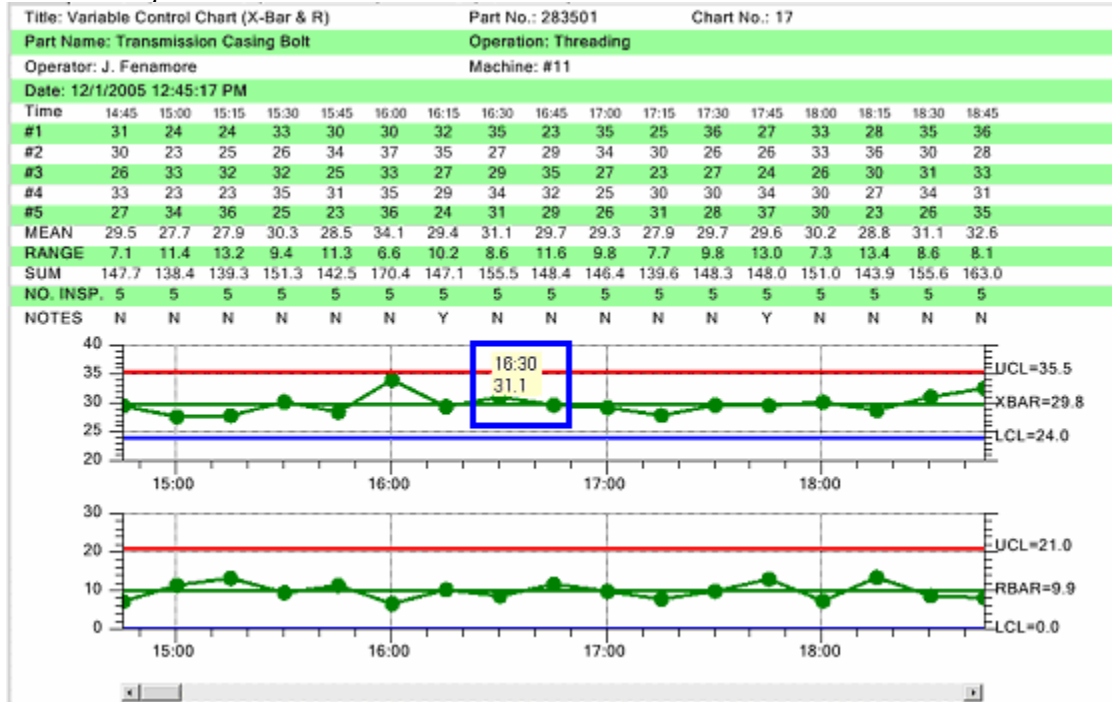 Title: Variable Control Chart (X-Bar & R) Part No.: 283501 Chart No.: 17
Part Name: Transmission Casing Bolt Operation: Threading
Operator: J. Fenamore Machine: #11
Date: 12/1/2005 12:45:17 PM
Time 14:45 15:00 15:15 15:30 15:45 16:00 16:15 16:30 16:45 17:00 17:15 17:30 17:45 18:00 18:15 18:30 18:45
#1 31 24 24 33 30 30 32 35 23 35 25 36 27 33 28 35 36
#2 30 23 25 26 34 37 35 27 29 34 30 26 26 33 36 30 28
#3 26 33 32 32 25 33 27 29 35 27 23 27 24 26 30 31 33
#4 33 23 23 35 31 35 29 34 32 25 30 30 34 30 27 34 31
#5 27 34 36 25 23 36 24 31 29 26 31 28 37 30 23 26 35
MEAN 29.5 27.7 27.9 30.3 28.5 34.1 29.4 31.1 29.7 29.3 27.9 29.7 29.6 30.2 28.8 31.1 32.6
RANGE 7.1 11.4 13.2 9.4 11.3 6.6 10.2 8.6 11.6 9.8 7.7 9.8 13.0 7.3 13.4 8.6 8.1
SUM 147.7 138.4 139.3 151.3 142.5 170.4 147.1 155.5 148.4 146.4 139.6 148.3 148.0 151.0 143.9 155.6 163.0
NO. INSP. 5 5 5 5 5 5 5 5 5 5 5 5 5 5 5 5 5
NOTES N N N N N N Y N N N N N Y N N N N
40
16:30
35 UCL=35.5
31.1
30 XBAR=29.8
25 LCL=24.0
20
15:00 16:00 17:00 18:00
30
20 UCL=21.0
10 RBAR=9.9
0 LCL=0.0
15:00 16:00 17:00 18:00